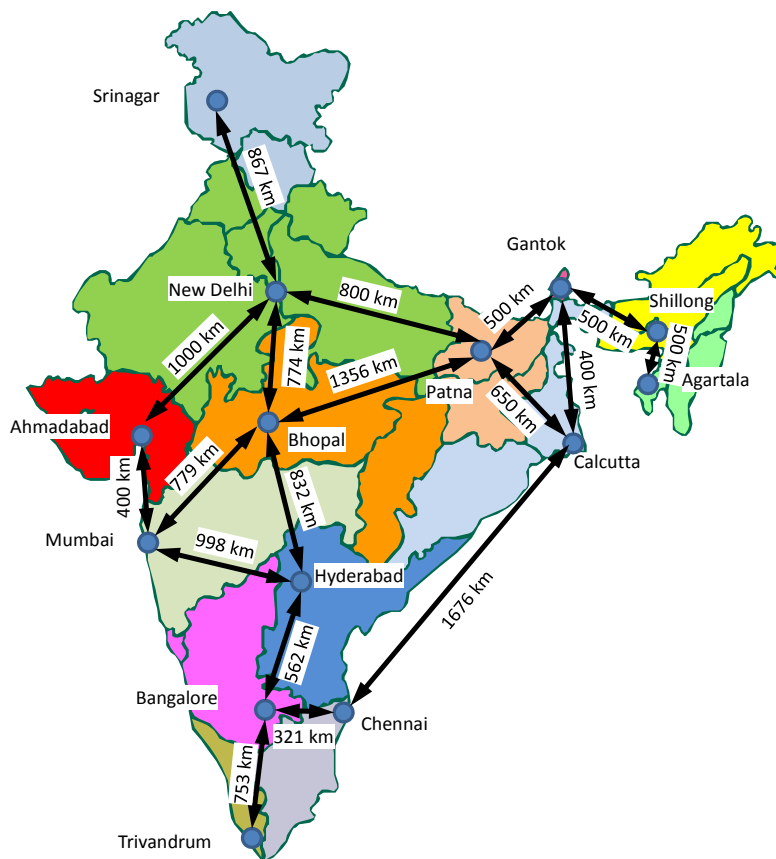 Srinagar
867 km
Gantok
New Delhi
800 km
500 km
Shillong
500 km
500 km
1000 km
774 km
1356 km
400 km
Patna
650 km
Agartala
Ahmadabad
Bhopal
Calcutta
779 km
400 km
832 km
Mumbai
998 km
Hyderabad
1676 km
562 km
Bangalore
Chennai
321 km
753 km
Trivandrum